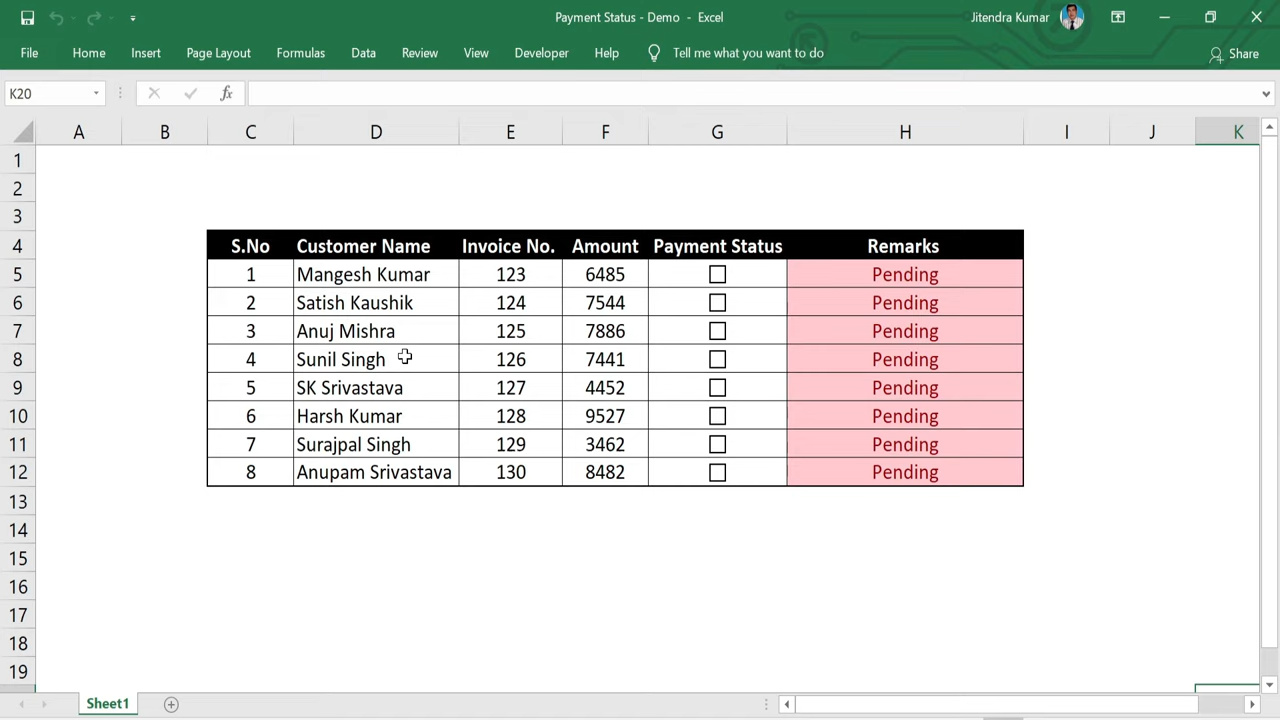 Payment Status - Demo - Excel
Jitendra Kumar
File Home Insert Page Layout Formulas Data Review View Developer Help Tell me what you want to do Share
K20 fx
A B C D E F G H I J K
1
2
3
4 S.No Customer Name Invoice No. Amount Payment Status Remarks
5 1 Mangesh Kumar 123 6485 Pending
6 2 Satish Kaushik 124 7544 Pending
7 3 Anuj Mishra 125 7886 Pending
8 4 Sunil Singh 126 7441 Pending
9 5 SK Srivastava 127 4452 Pending
10 6 Harsh Kumar 128 9527 Pending
11 7 Surajpal Singh 129 3462 Pending
12 8 Anupam Srivastava 130 8482 Pending
13
14
15
16
17
18
19
Sheet1